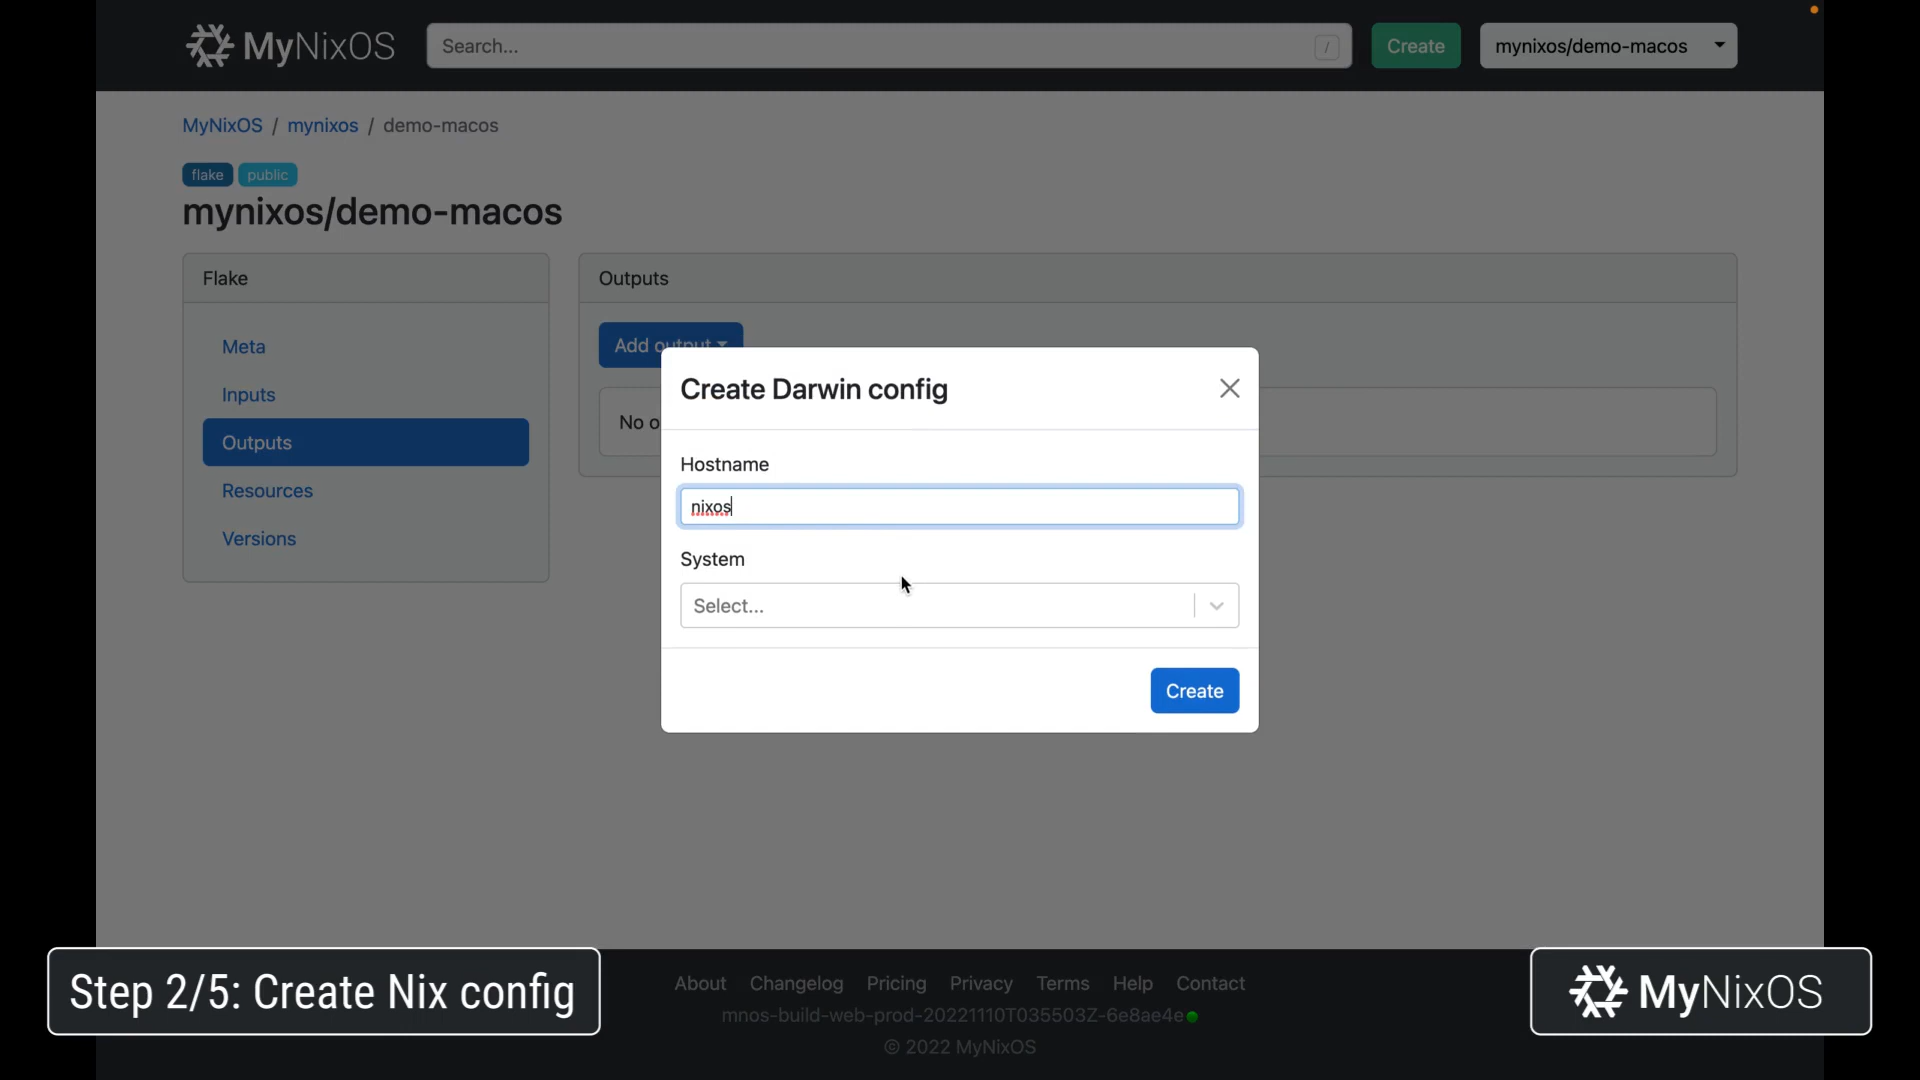 MyNixOS
Search...
/
Create
mynixos/demo-macos
MyNixOS / mynixos / demo-macos
flake
public
mynixos/demo-macos
Flake
Meta
Inputs
Outputs
Resources
Versions
Outputs
Add output
No o
Create Darwin config
Hostname
nixos
System
Select...
Create
Step 2/5: Create Nix config
About Changelog Pricing Privacy Terms Help Contact
mnos-build-web-prod-20221110T035503Z-6e8ae4e
© 2022 MyNixOS
MyNixOS